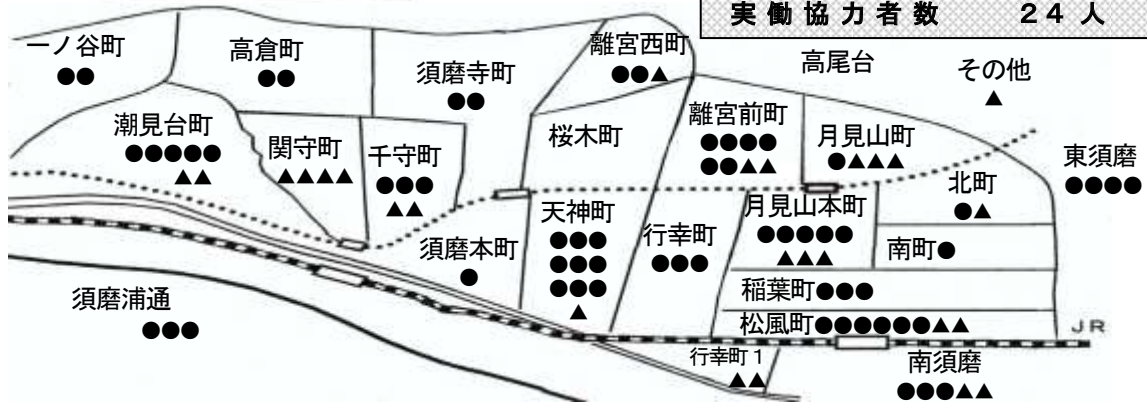 実働協力者数 24人
一ノ谷町
●●
高倉町
●●
須磨寺町
●●
離宮西町
●●▲
高尾台
その他
▲
潮見台町
●●●●●
▲▲
関守町
▲▲▲▲
千守町
●●●
▲▲
桜木町
離宮前町
●●●●
●●▲▲
月見山町
●▲▲▲
東須磨
●●●●
北町
●▲
須磨本町
●
天神町
●●●
●●●
●●●
▲
行幸町
●●●
月見山本町
●●●●●
▲▲▲
南町●
稲葉町●●●
松風町●●●●●●▲▲
JR
須磨浦通
●●●
行幸町1
▲▲
南須磨
●●●▲▲